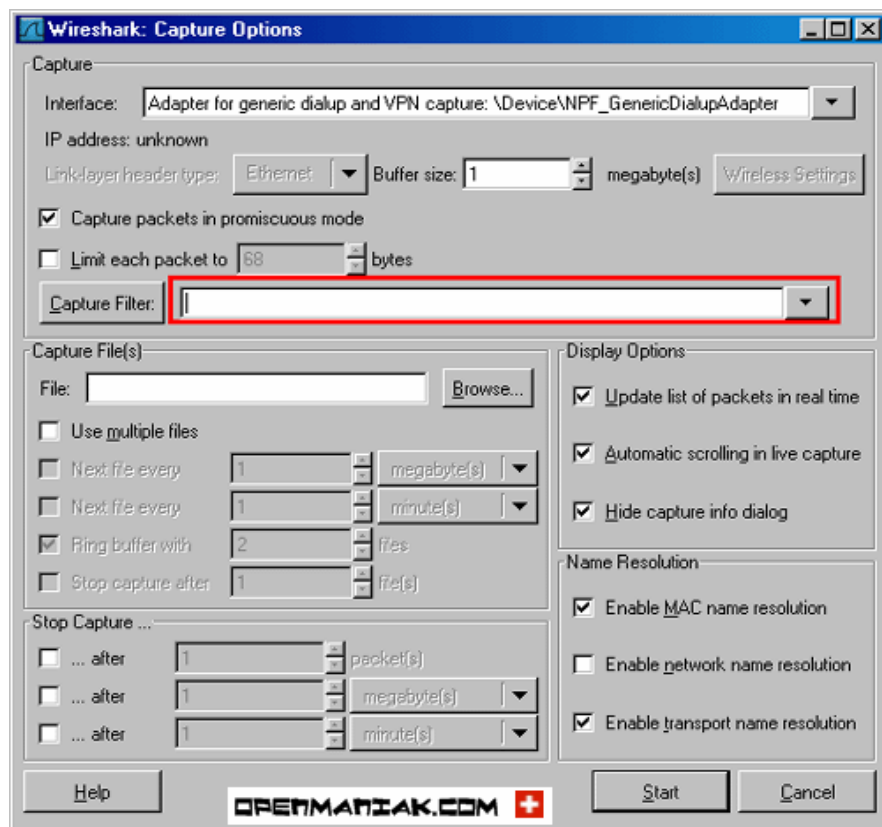 Wireshark: Capture Options
Capture
Interface: Adapter for generic dialup and VPN capture: \Device\NPF_GenericDialupAdapter
IP address: unknown
Link-layer header type: Ethernet Buffer size: 1 megabyte(s) Wireless Settings
Capture packets in promiscuous mode
Limit each packet to 68 bytes
Capture Filter:
Capture File(s)
File: Browse...
Use multiple files
Next file every 1 megabyte(s)
Next file every 1 minute(s)
Ring buffer with 2 files
Stop capture after 1 file(s)
Stop Capture ...
... after 1 packet(s)
... after 1 megabyte(s)
... after 1 minute(s)
Display Options
Update list of packets in real time
Automatic scrolling in live capture
Hide capture info dialog
Name Resolution
Enable MAC name resolution
Enable network name resolution
Enable transport name resolution
Help OPENMANIAK.COM Start Cancel